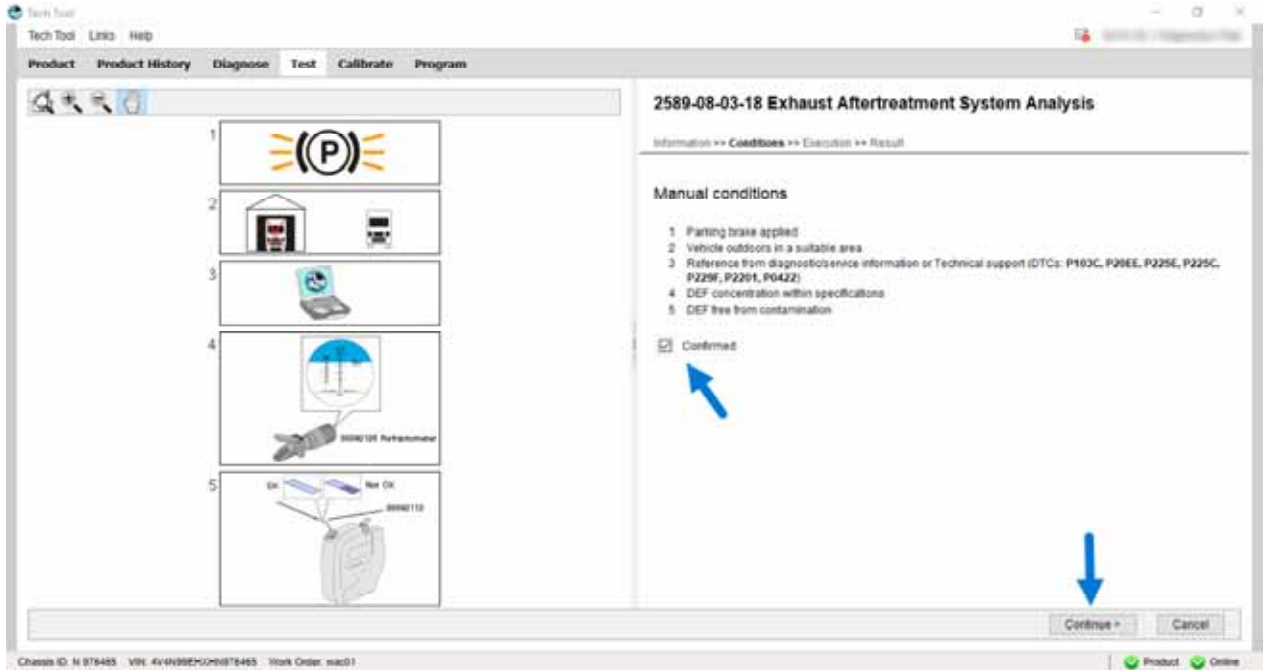 Tech Tool
Tech Tool Links Help
Product Product History Diagnose Test Calibrate Program
2589-08-03-18 Exhaust Aftertreatment System Analysis
Information >> Conditions >> Execution >> Result
Manual conditions
1 Parking brake applied
2 Vehicle outdoors in a suitable area
3 Reference from diagnostic/service information or Technical support (DTCs: P103C, P20EE, P225E, P225C,
P229F, P2201, P0422)
4 DEF concentration within specifications
5 DEF free from contamination
Confirmed
1
(P)
2
3
4
Refractometer
5
OK Not OK
Continue > Cancel
Chassis ID: N 978465 VIN: Work Order: Product Online